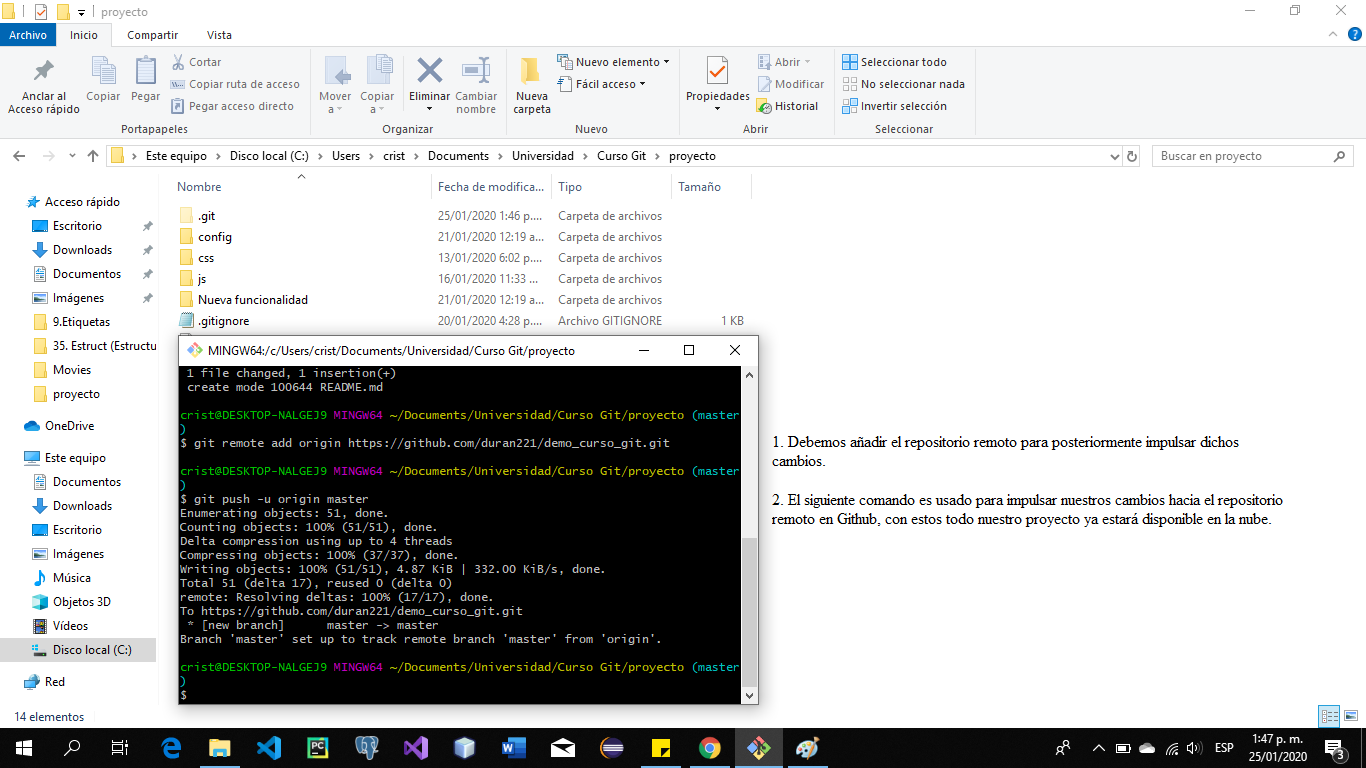 proyecto
Archivo Inicio Compartir Vista
Anclar al Acceso rápido
Copiar
Pegar
Cortar
Copiar ruta de acceso
Pegar acceso directo
Portapapeles
Mover a
Copiar a
Eliminar
Cambiar nombre
Organizar
Nueva carpeta
Nuevo elemento
Fácil acceso
Nuevo
Propiedades
Abrir
Modificar
Historial
Abrir
Seleccionar todo
No seleccionar nada
Invertir selección
Seleccionar
Este equipo > Disco local (C:) > Users > crist > Documents > Universidad > Curso Git > proyecto
Buscar en proyecto
Acceso rápido
Escritorio
Downloads
Documentos
Imágenes
9.Etiquetas
35. Estruct (Estructu
Movies
proyecto
OneDrive
Este equipo
Documentos
Downloads
Escritorio
Imágenes
Música
Objetos 3D
Vídeos
Disco local (C:)
Red
14 elementos
Nombre Fecha de modifica... Tipo Tamaño
.git 25/01/2020 1:46 p.... Carpeta de archivos
config 21/01/2020 12:19 a... Carpeta de archivos
css 13/01/2020 6:02 p.... Carpeta de archivos
js 16/01/2020 11:33 ... Carpeta de archivos
Nueva funcionalidad 21/01/2020 12:19 a... Carpeta de archivos
.gitignore 20/01/2020 4:28 p.... Archivo GITIGNORE 1 KB
MINGW64:/c/Users/crist/Documents/Universidad/Curso Git/proyecto
1 file changed, 1 insertion(+)
create mode 100644 README.md
crist@DESKTOP-NALGEJ9 MINGW64 ~/Documents/Universidad/Curso Git/proyecto (master
)
$ git remote add origin https://github.com/duran221/demo_curso_git.git
crist@DESKTOP-NALGEJ9 MINGW64 ~/Documents/Universidad/Curso Git/proyecto (master
)
$ git push -u origin master
Enumerating objects: 51, done.
Counting objects: 100% (51/51), done.
Delta compression using up to 4 threads
Compressing objects: 100% (37/37), done.
Writing objects: 100% (51/51), 4.87 KiB | 332.00 KiB/s, done.
Total 51 (delta 17), reused 0 (delta 0)
remote: Resolving deltas: 100% (17/17), done.
To https://github.com/duran221/demo_curso_git.git
* [new branch] master -> master
Branch 'master' set up to track remote branch 'master' from 'origin'.
crist@DESKTOP-NALGEJ9 MINGW64 ~/Documents/Universidad/Curso Git/proyecto (master
)
$
1. Debemos añadir el repositorio remoto para posteriormente impulsar dichos
cambios.
2. El siguiente comando es usado para impulsar nuestros cambios hacia el repositorio
remoto en Github, con estos todo nuestro proyecto ya estará disponible en la nube.
ESP
1:47 p. m.
25/01/2020
3